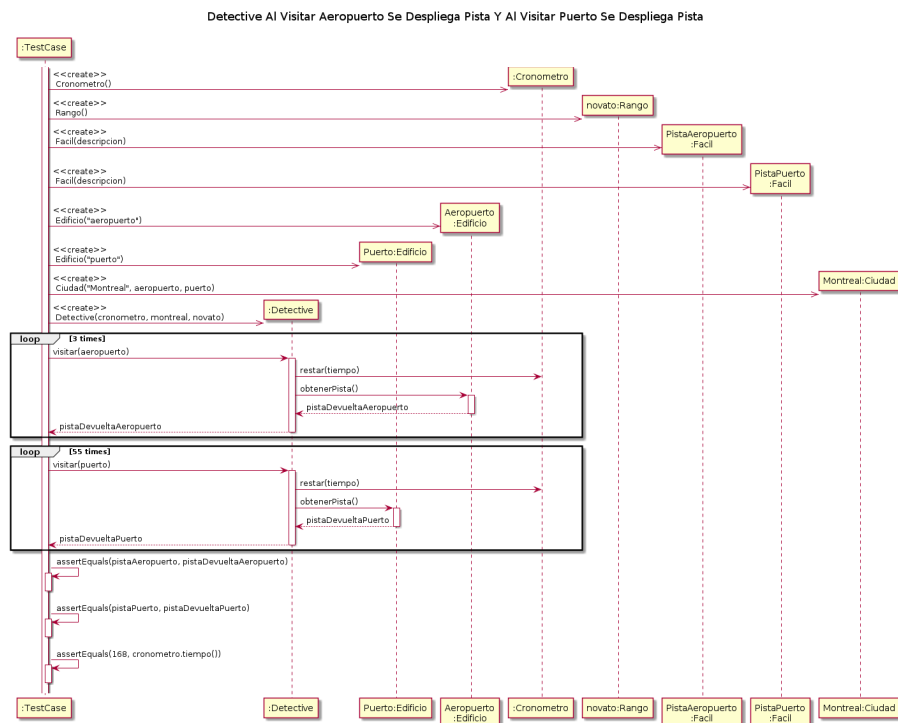 Detective Al Visitar Aeropuerto Se Despliega Pista Y Al Visitar Puerto Se Despliega Pista
:TestCase
<<create>>
Cronometro()
:Cronometro
<<create>>
Rango()
novato:Rango
<<create>>
Facil(descripcion)
PistaAeropuerto
:Facil
<<create>>
Facil(descripcion)
PistaPuerto
:Facil
<<create>>
Edificio("aeropuerto")
Aeropuerto
:Edificio
<<create>>
Edificio("puerto")
Puerto:Edificio
<<create>>
Ciudad("Montreal", aeropuerto, puerto)
Montreal:Ciudad
<<create>>
Detective(cronometro, montreal, novato)
:Detective
loop [3 times]
visitar(aeropuerto)
restar(tiempo)
obtenerPista()
pistaDevueltaAeropuerto
pistaDevueltaAeropuerto
loop [55 times]
visitar(puerto)
restar(tiempo)
obtenerPista()
pistaDevueltaPuerto
pistaDevueltaPuerto
assertEquals(pistaAeropuerto, pistaDevueltaAeropuerto)
assertEquals(pistaPuerto, pistaDevueltaPuerto)
assertEquals(168, cronometro.tiempo())
:TestCase
:Detective
Puerto:Edificio
Aeropuerto
:Edificio
:Cronometro
novato:Rango
PistaAeropuerto
:Facil
PistaPuerto
:Facil
Montreal:Ciudad